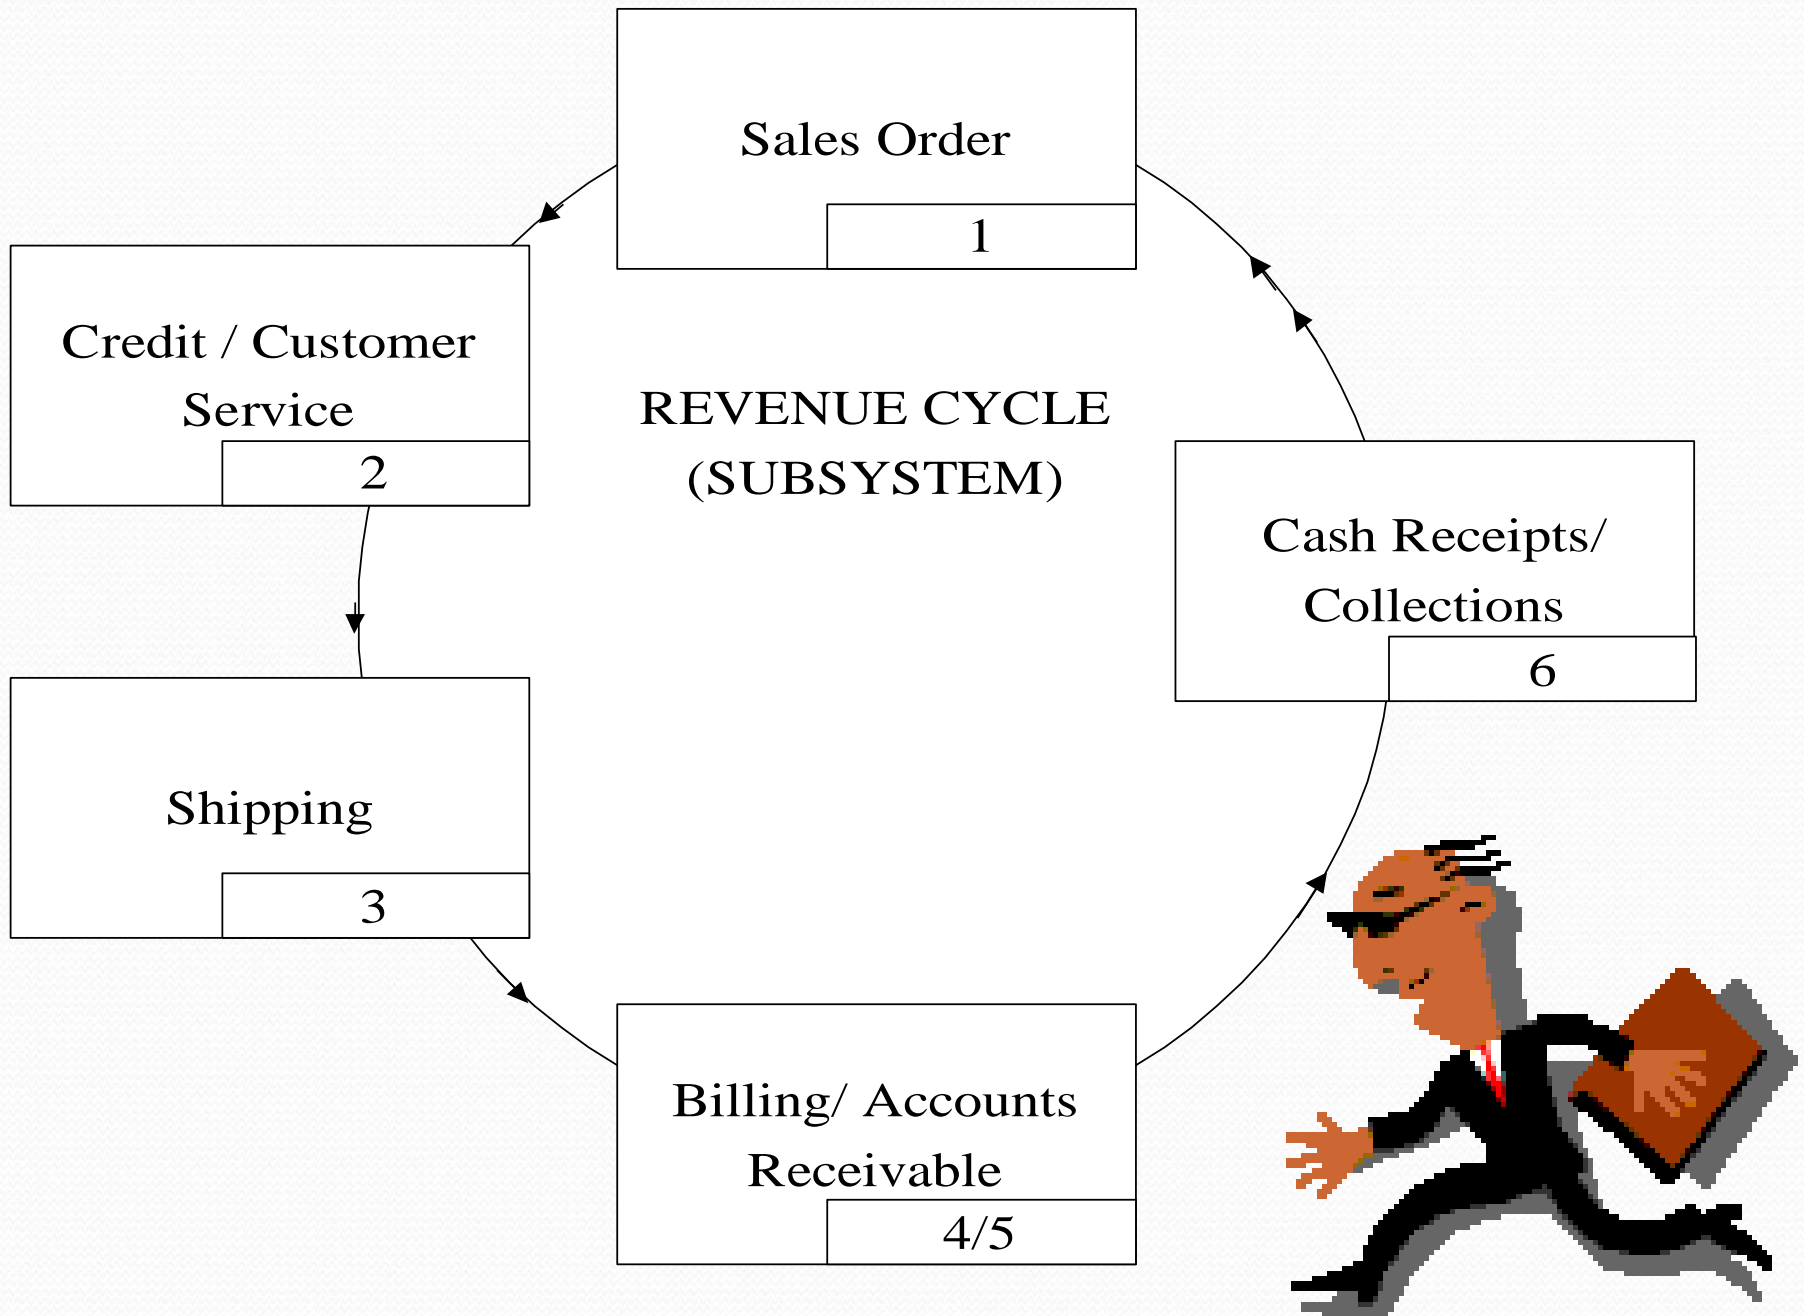 Sales Order
1
Credit / Customer
Service
2
REVENUE CYCLE
(SUBSYSTEM)
Cash Receipts/
Collections
6
Shipping
3
Billing/ Accounts
Receivable
4/5